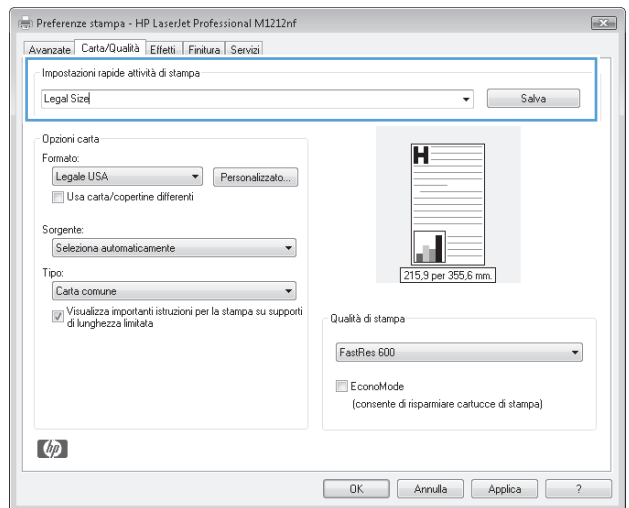 Preferenze stampa - HP LaserJet Professional M1212nf
Avanzate Carta/Qualità Effetti Finitura Servizi
Impostazioni rapide attività di stampa
Legal Size Salva
Opzioni carta
Formato:
Legale USA Personalizzato...
Usa carta/copertine differenti
Sorgente:
Seleziona automaticamente
Tipo:
Carta comune
Visualizza importanti istruzioni per la stampa su supporti
di lunghezza limitata
H
215,9 per 355,6 mm.
Qualità di stampa
FastRes 600
EconoMode
(consente di risparmiare cartucce di stampa)
hp
OK Annulla Applica ?